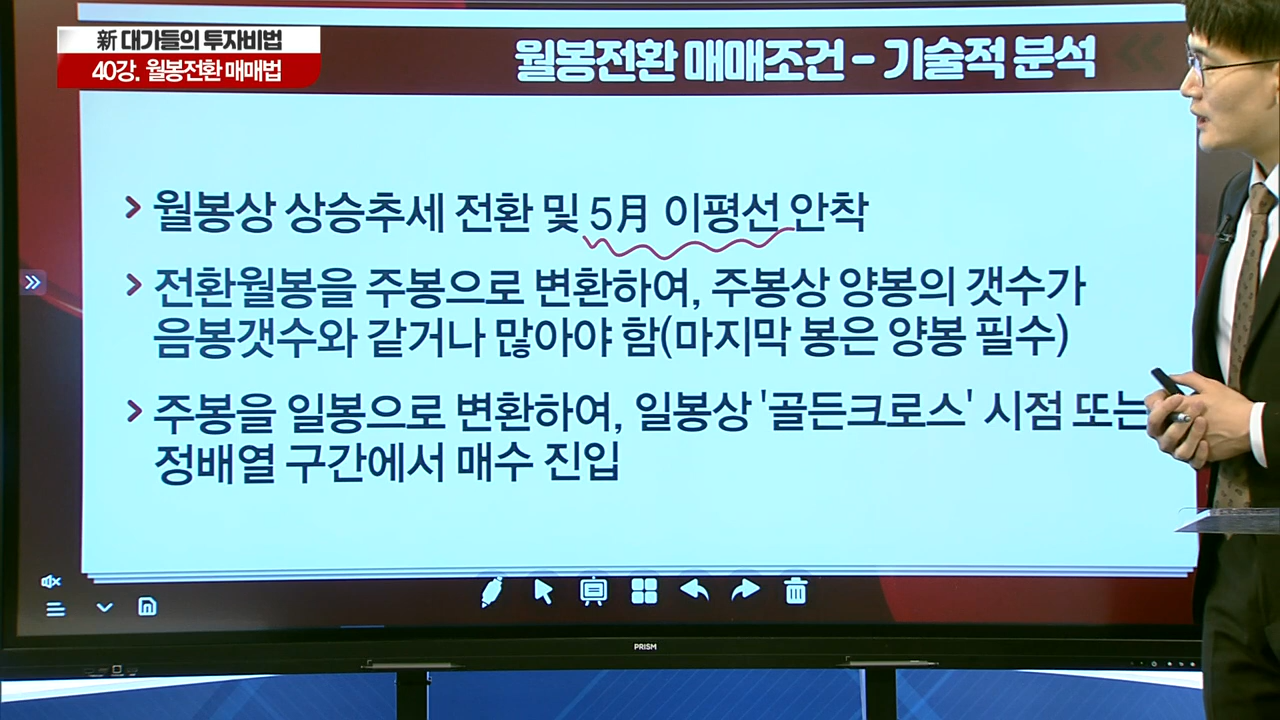 新 대가들의 투자비법
40강. 월봉전환 매매법
월봉전환 매매조건 - 기술적 분석
월봉상 상승추세 전환 및 5月 이평선 안착
전환월봉을 주봉으로 변환하여, 주봉상 양봉의 갯수가
음봉갯수와 같거나 많아야 함(마지막 봉은 양봉 필수)
주봉을 일봉으로 변환하여, 일봉상 '골든크로스' 시점 또는
정배열 구간에서 매수 진입
PRISM